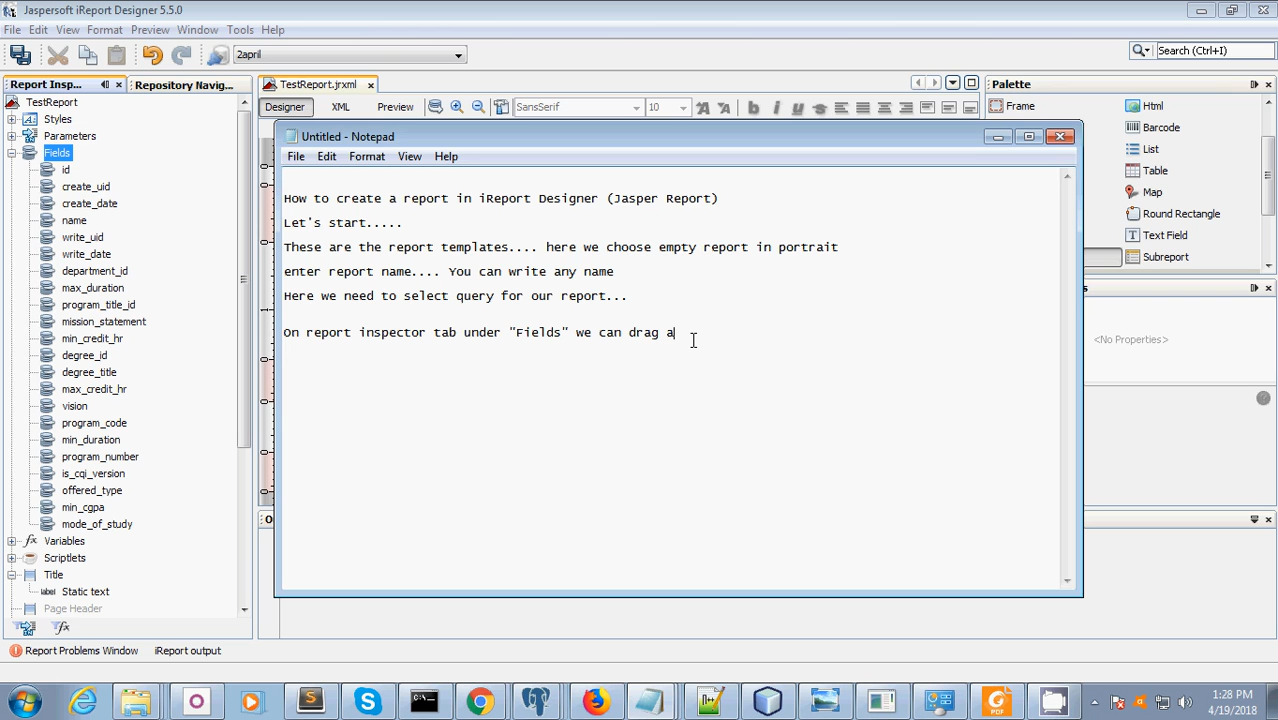 Jaspersoft iReport Designer 5.5.0
File Edit View Format Preview Window Tools Help
2april
Search (Ctrl+I)
Report Insp...
Repository Navig...
TestReport.jrxml
Palette
TestReport
Designer
XML
Preview
SansSerif
10
Frame
Html
Styles
Parameters
Fields
id
create_uid
create_date
name
write_uid
write_date
department_id
max_duration
program_title_id
mission_statement
min_credit_hr
degree_id
degree_title
max_credit_hr
vision
program_code
min_duration
program_number
is_cqi_version
offered_type
min_cgpa
mode_of_study
Variables
Scriptlets
Title
Static text
Page Header
Untitled - Notepad
File Edit Format View Help
How to create a report in iReport Designer (Jasper Report)
Let's start.....
These are the report templates.... here we choose empty report in portrait
enter report name.... You can write any name
Here we need to select query for our report...
On report inspector tab under "Fields" we can drag a
Barcode
List
Table
Map
Round Rectangle
Text Field
Subreport
<No Properties>
Report Problems Window
iReport output
1:28 PM
4/19/2018